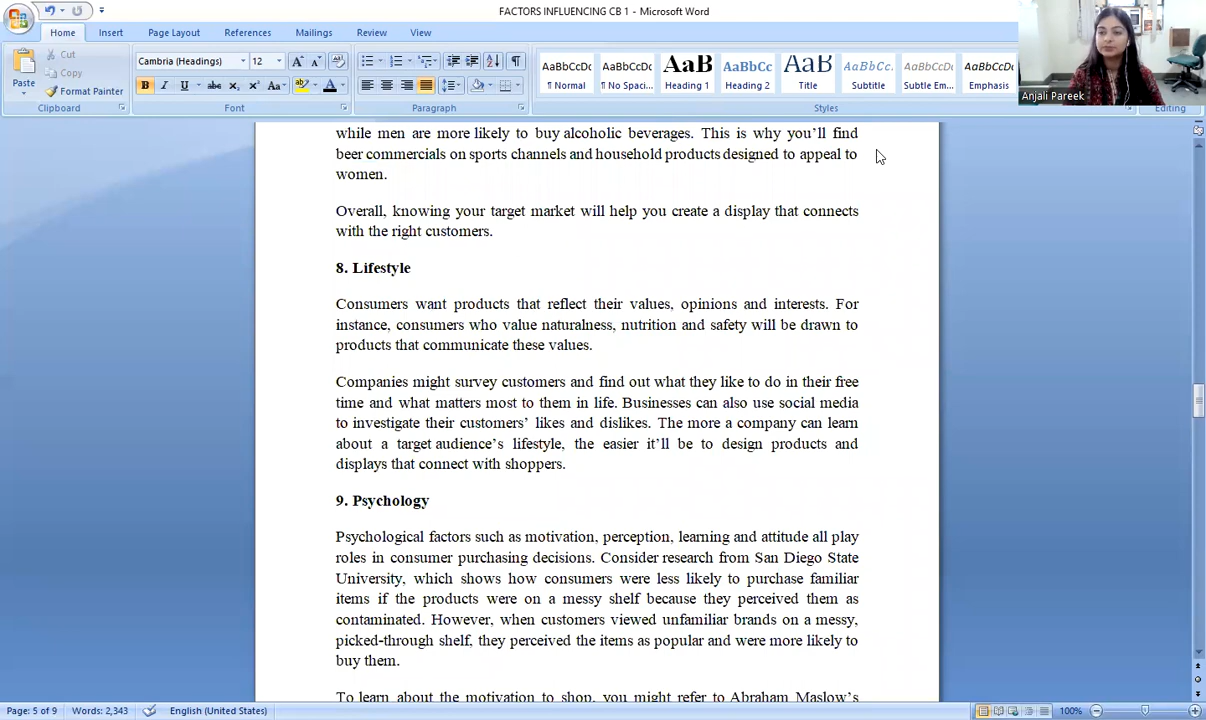 FACTORS INFLUENCING CB 1 - Microsoft Word
Home Insert Page Layout References Mailings Review View
Anjali Pareek
Paste Cut
Copy
Format Painter
Clipboard
Cambria (Headings) 12
Font
Paragraph
AaBbCcDc AaBbCcDc AaB AaBbCc AaB AaBbCc. AaBbCcDc AaBbCcDc
¶ Normal ¶ No Spaci... Heading 1 Heading 2 Title Subtitle Subtle Em... Emphasis
Styles
Editing
while men are more likely to buy alcoholic beverages. This is why you’ll find
beer commercials on sports channels and household products designed to appeal to
women.
Overall, knowing your target market will help you create a display that connects
with the right customers.
8. Lifestyle
Consumers want products that reflect their values, opinions and interests. For
instance, consumers who value naturalness, nutrition and safety will be drawn to
products that communicate these values.
Companies might survey customers and find out what they like to do in their free
time and what matters most to them in life. Businesses can also use social media
to investigate their customers’ likes and dislikes. The more a company can learn
about a target audience’s lifestyle, the easier it’ll be to design products and
displays that connect with shoppers.
9. Psychology
Psychological factors such as motivation, perception, learning and attitude all play
roles in consumer purchasing decisions. Consider research from San Diego State
University, which shows how consumers were less likely to purchase familiar
items if the products were on a messy shelf because they perceived them as
contaminated. However, when customers viewed unfamiliar brands on a messy,
picked-through shelf, they perceived the items as popular and were more likely to
buy them.
To learn about the motivation to shop, you might refer to Abraham Maslow’s
Page: 5 of 9 Words: 2,343 English (United States) 100%